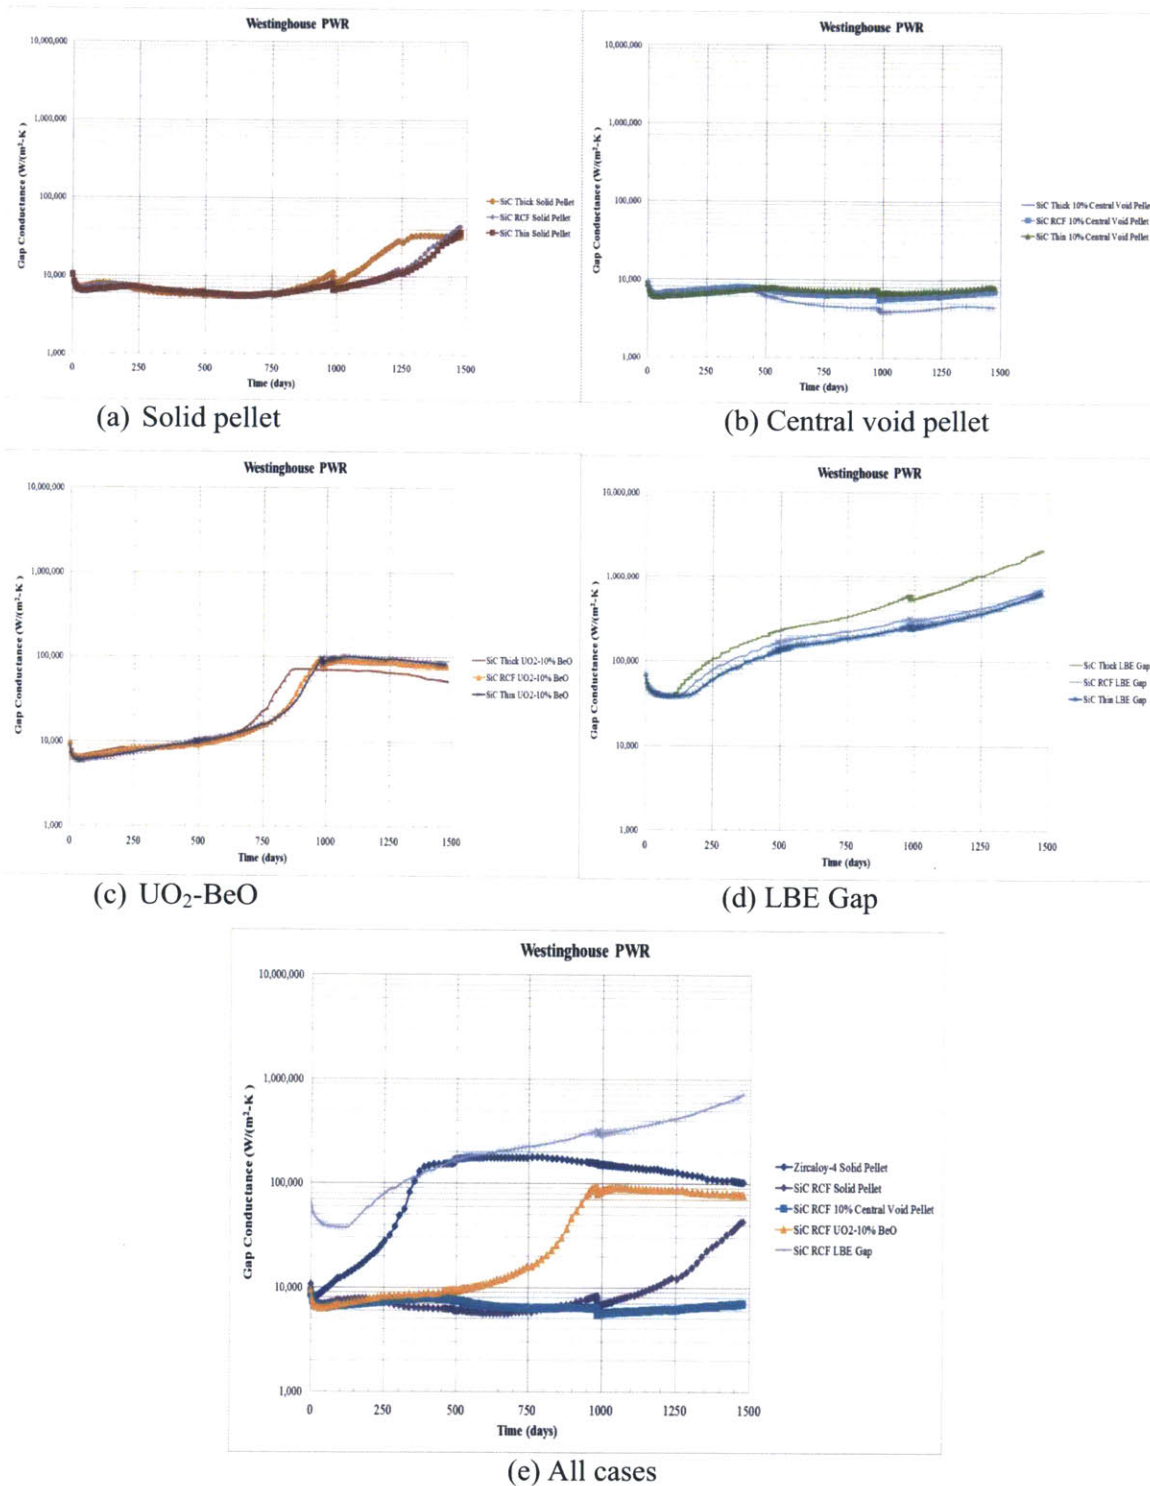 Westinghouse PWR
10,000,000
1,000,000
100,000
10,000
1,000
Gap Conductance (W/(m²-K )
0 250 500 750 1000 1250 1500
Time (days)
SiC Thick Solid Pellet
SiC RCF Solid Pellet
SiC Thin Solid Pellet
(a) Solid pellet
Westinghouse PWR
10,000,000
1,000,000
100,000
10,000
1,000
Gap Conductance (W/(m²-K )
0 250 500 750 1000 1250 1500
Time (days)
SiC Thick 10% Central Void Pelle
SiC RCF 10% Central Void Pellet
SiC Thin 10% Central Void Pellet
(b) Central void pellet
Westinghouse PWR
10,000,000
1,000,000
100,000
10,000
1,000
Gap Conductance (W/(m²-K )
0 250 500 750 1000 1250 1500
Time (days)
SiC Thick UO2-10% BeO
SiC RCF UO2-10% BeO
SiC Thin UO2-10% BeO
(c) UO₂-BeO
Westinghouse PWR
10,000,000
1,000,000
100,000
10,000
1,000
Gap Conductance (W/(m²-K )
0 250 500 750 1000 1250 1500
Time (days)
SiC Thick LBE Gap
SiC RCF LBE Gap
SiC Thin LBE Gap
(d) LBE Gap
Westinghouse PWR
10,000,000
1,000,000
100,000
10,000
1,000
Gap Conductance (W/(m²-K )
0 250 500 750 1000 1250 1500
Time (days)
Zircaloy-4 Solid Pellet
SiC RCF Solid Pellet
SiC RCF 10% Central Void Pellet
SiC RCF UO2-10% BeO
SiC RCF LBE Gap
(e) All cases